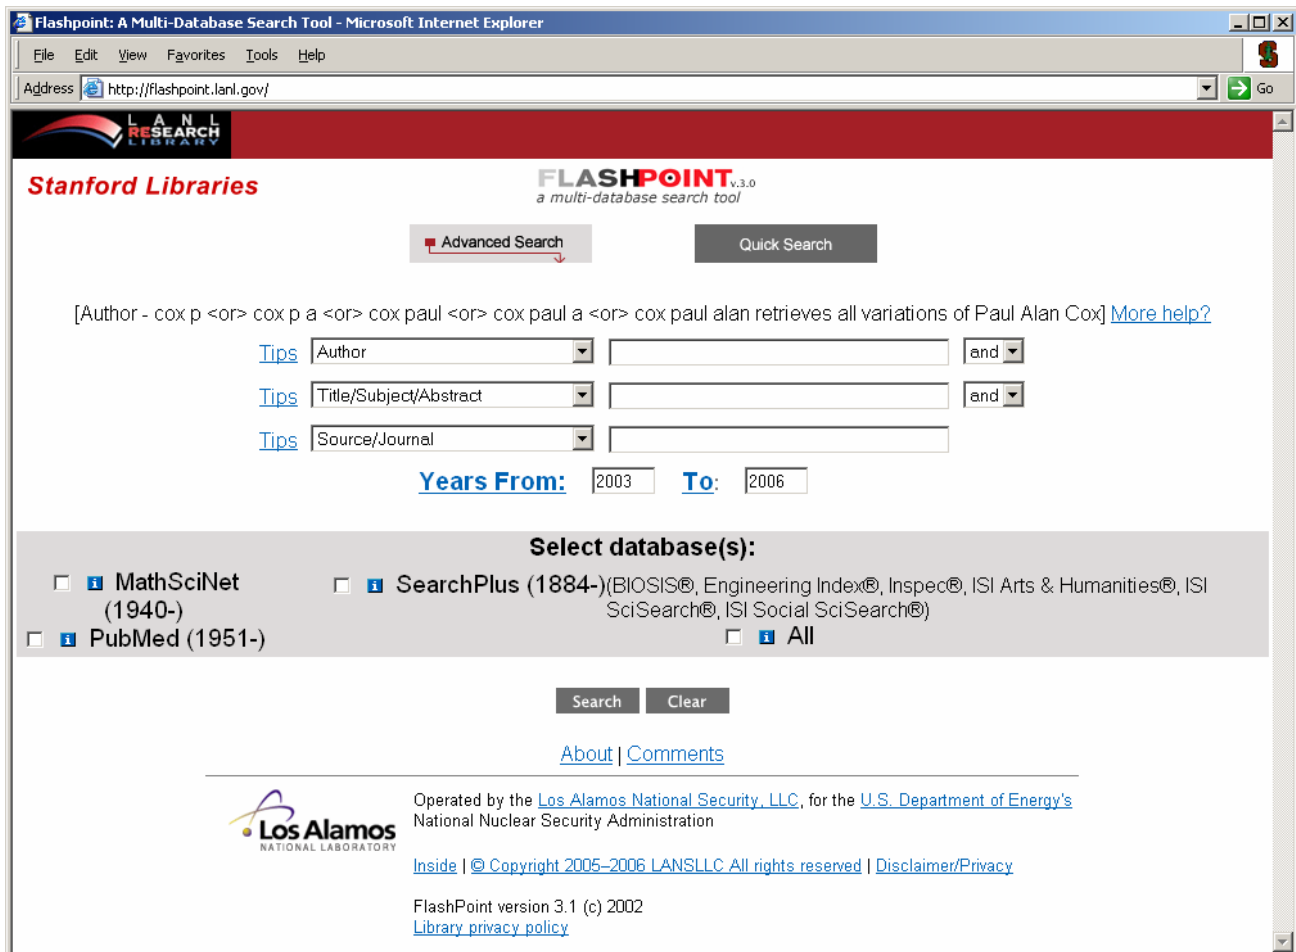 Flashpoint: A Multi-Database Search Tool - Microsoft Internet Explorer
File Edit View Favorites Tools Help
Address http://flashpoint.lanl.gov/ Go
LANL
RESEARCH
LIBRARY
Stanford Libraries
FLASHPOINT v.3.0
a multi-database search tool
Advanced Search Quick Search
[Author - cox p <or> cox p a <or> cox paul <or> cox paul a <or> cox paul alan retrieves all variations of Paul Alan Cox] More help?
Tips Author and
Tips Title/Subject/Abstract and
Tips Source/Journal
Years From: 2003 To: 2006
Select database(s):
MathSciNet (1940-)
SearchPlus (1884-)(BIOSIS®, Engineering Index®, Inspec®, ISI Arts & Humanities®, ISI
SciSearch®, ISI Social SciSearch®)
PubMed (1951-) All
Search Clear
About | Comments
Los Alamos
NATIONAL LABORATORY
Operated by the Los Alamos National Security, LLC, for the U.S. Department of Energy's
National Nuclear Security Administration
Inside | © Copyright 2005–2006 LANSLLC All rights reserved | Disclaimer/Privacy
FlashPoint version 3.1 (c) 2002
Library privacy policy